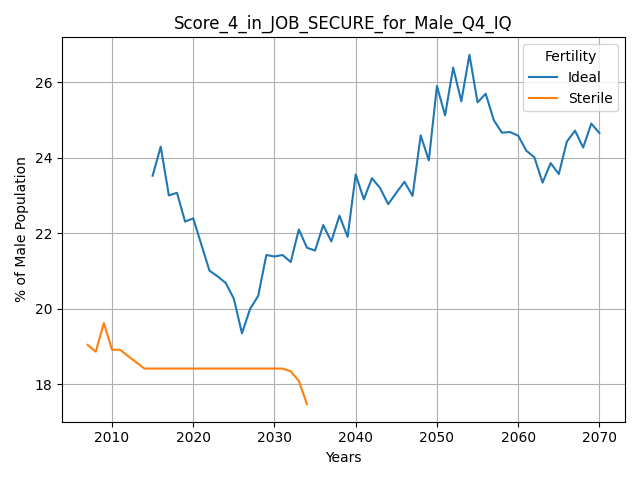 Score_4_in_JOB_SECURE_for_Male_Q4_IQ
Fertility
Ideal
Sterile
% of Male Population
26
24
22
20
18
2010 2020 2030 2040 2050 2060 2070
Years